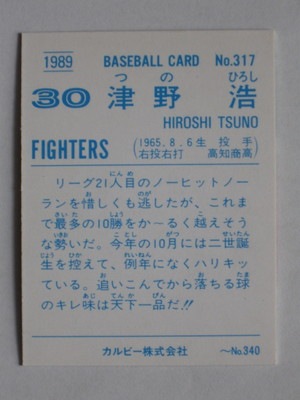 1989 BASEBALL CARD No.317
つの ひろし
30 津野 浩
HIROSHI TSUNO
FIGHTERS
(1965.8.6生 投手
右投右打 高知商高)
リーグ21人目のノーヒットノー
ランを惜しくも逃したが、これま
で最多の10勝をか-るく越えそう
な勢いだ。今年の10月には二世誕
生を控えて、例年になくハリキッ
ている。追いこんでから落ちる球
のキレ味は天下一品だ!!
カルビー株式会社 〜No.340